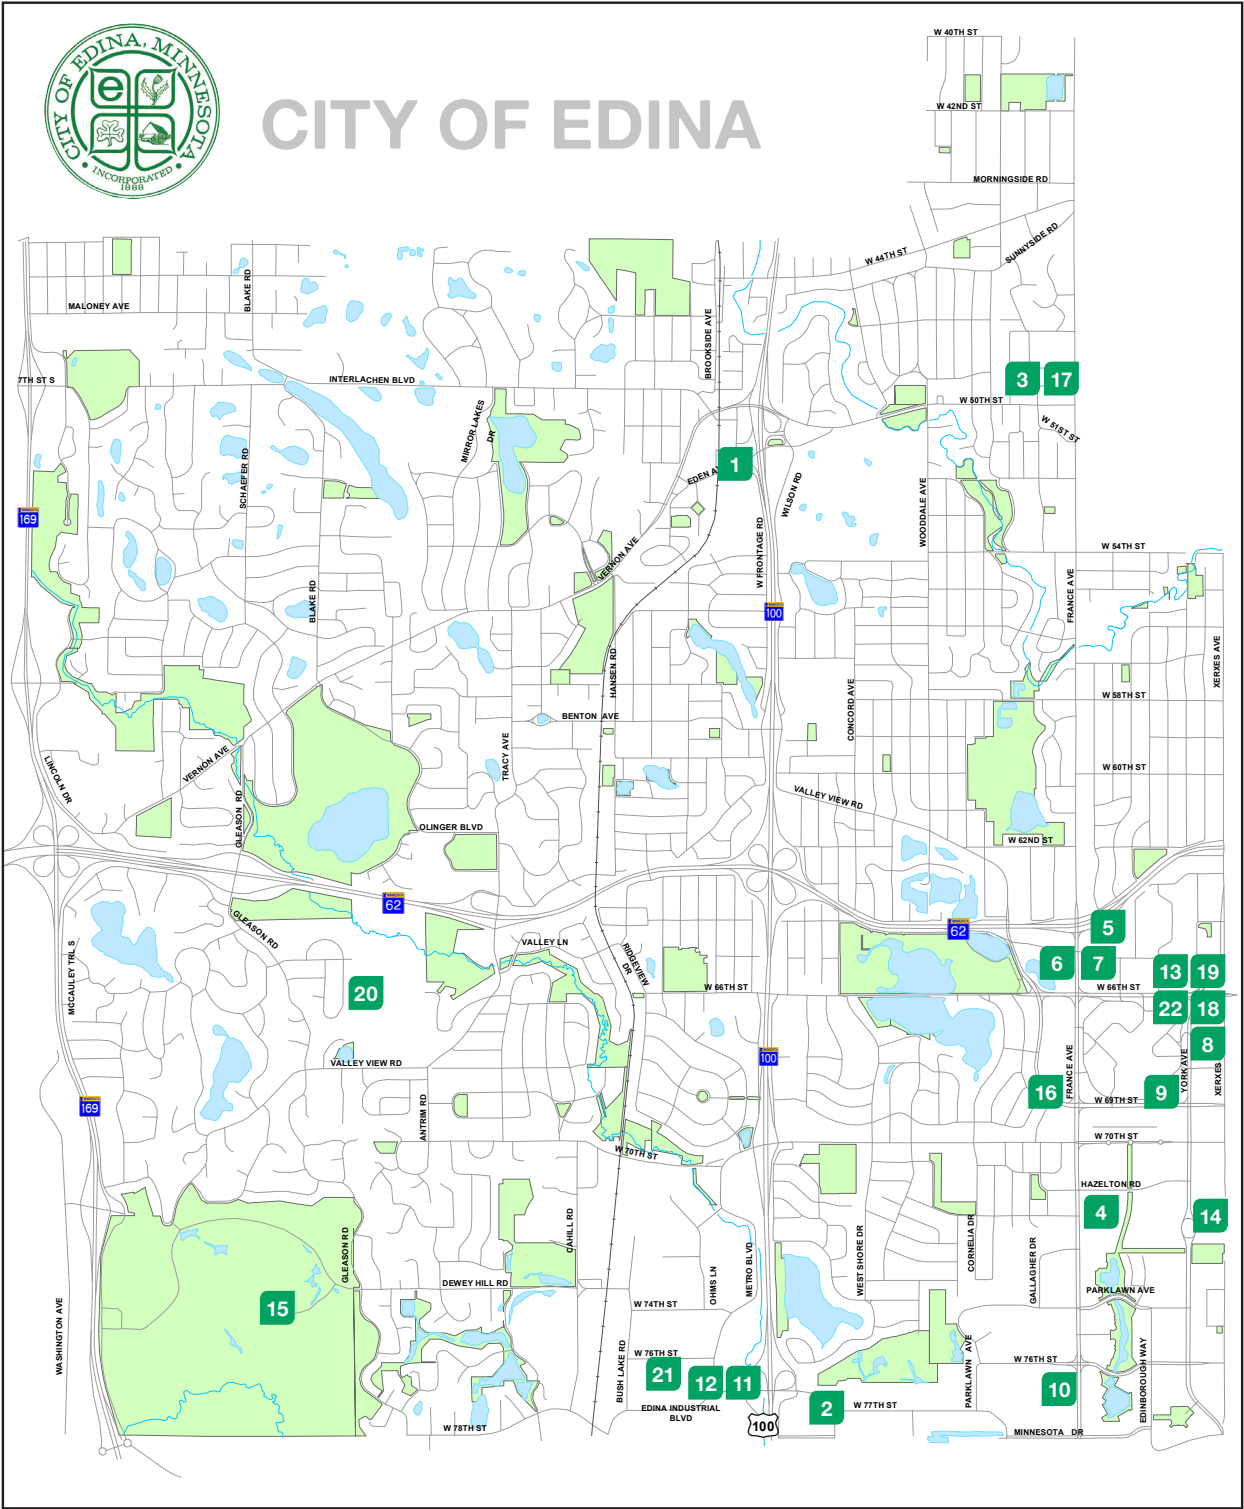 W 40TH ST
CITY OF EDINA, MINNESOTA
e
INCORPORATED
1888
CITY OF EDINA
W 42ND ST
MORNINGSIDE RD
SUNNYSIDE RD
W 44TH ST
BLAKE RD
MALONEY AVE
BROOKSIDE AVE
7TH ST S
INTERLACHEN BLVD
3
17
W 50TH ST
MIRROR LAKES
DR
W 51ST ST
SCHAEFER RD
EDEN A
1
WILSON RD
WOODDALE AVE
MINNESOTA
169
VERNON AVE
W FRONTAGE RD
W 54TH ST
BLAKE RD
MINNESOTA
100
FRANCE AVE
HANSEN RD
XERXES AVE
CONCORD AVE
W 58TH ST
BENTON AVE
TRACY AVE
VERNON AVE
LINCOLN DR
W 60TH ST
VALLEY VIEW RD
GLEASON RD
OLINGER BLVD
W 62ND ST
MINNESOTA
62
GLEASON RD
VALLEY LN
RIDGEVIEW
DR
MINNESOTA
62
5
MCCAULEY TRL S
6
7
13
19
20
W 66TH ST
W 66TH ST
22
18
8
VALLEY VIEW RD
MINNESOTA
100
FRANCE AVE
YORK AVE
XERXES
16
9
MINNESOTA
169
ANTRIM RD
W 69TH ST
W 70TH ST
W 70TH ST
HAZELTON RD
4
14
CAHILL RD
GLEASON RD
WEST SHORE DR
CORNELIA DR
GALLAGHER DR
METRO BLVD
OHMS LN
DEWEY HILL RD
PARKLAWN AVE
15
W 74TH ST
WASHINGTON AVE
BUSH LAKE RD
W 76TH ST
PARKLAWN AVE
W 76TH ST
EDINBOROUGH WAY
21
12
11
10
2
EDINA INDUSTRIAL
BLVD
W 77TH ST
W 78TH ST
100
MINNESOTA DR